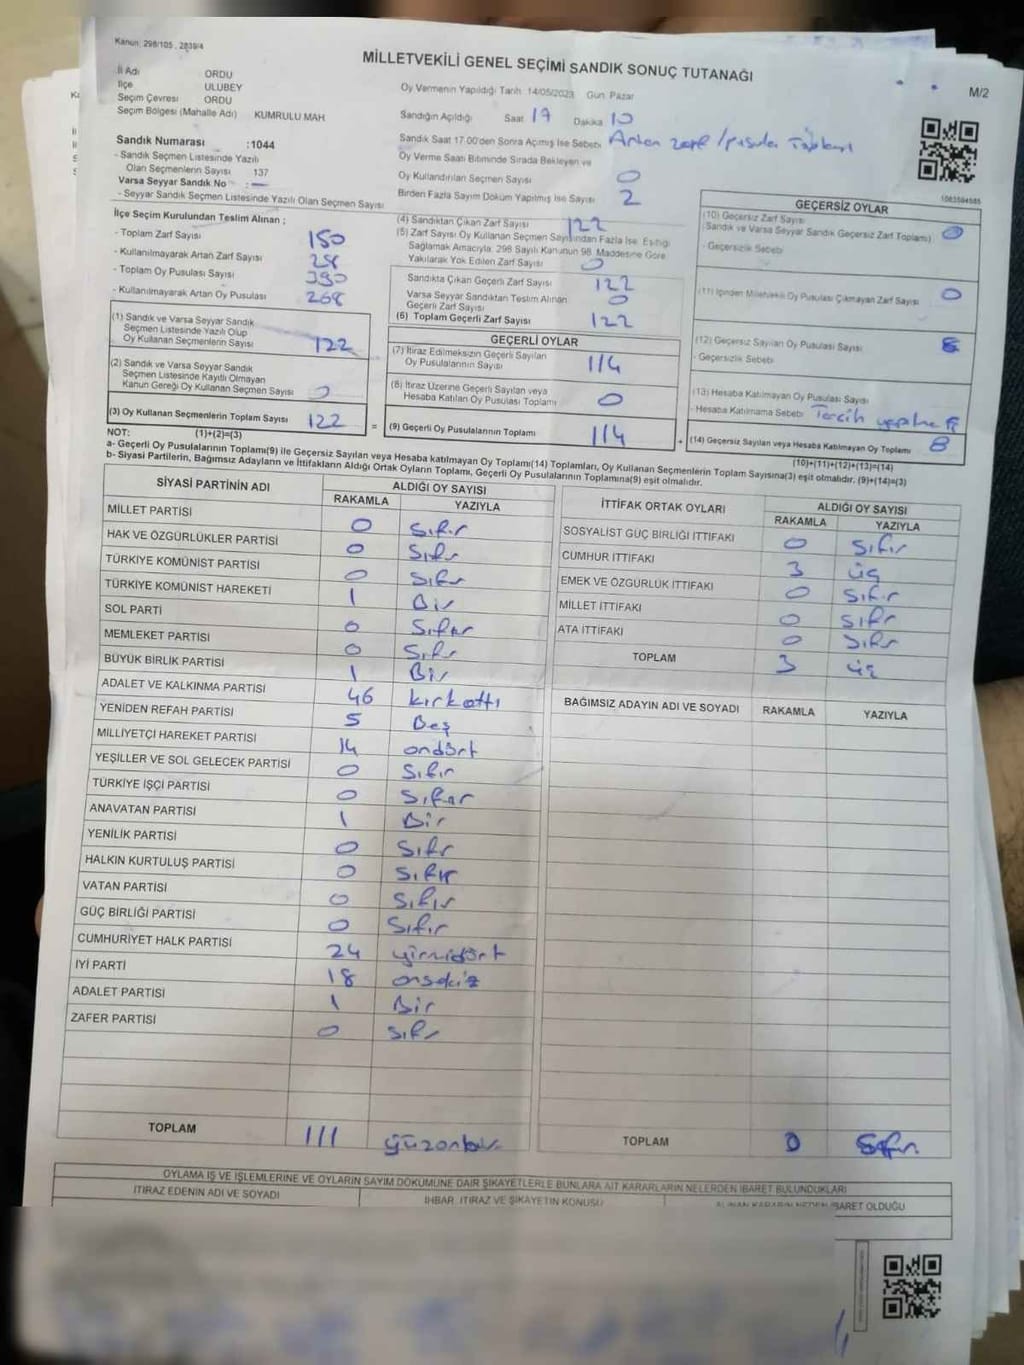 Kanun: 298/105 , 2839/4
MİLLETVEKİLİ GENEL SEÇİMİ SANDIK SONUÇ TUTANAĞI
M/2
İl Adı ORDU
İlçe ULUBEY
Seçim Çevresi ORDU
Seçim Bölgesi (Mahalle Adı) KUMRULU MAH
Oy Vermenin Yapıldığı Tarih 14/05/2023 Gün Pazar
Sandığın Açıldığı Saat 17 Dakika 10
Sandık Saat 17:00'den Sonra Açımış İse Sebebi Artan zarf/pusula Toplamı
Oy Verme Saati Bitiminde Sırada Bekleyen ve
Oy Kullandırılan Seçmen Sayısı 0
Birden Fazla Sayım Döküm Yapılmış İse Sayısı 2
Sandık Numarası :1044
- Sandık Seçmen Listesinde Yazılı
Olan Seçmenlerin Sayısı 137
Varsa Seyyar Sandık No : —
- Seyyar Sandık Seçmen Listesinde Yazılı Olan Seçmen Sayısı
İlçe Seçim Kurulundan Teslim Alınan ;
- Toplam Zarf Sayısı 150
- Kullanılmayarak Artan Zarf Sayısı
- Toplam Oy Pusulası Sayısı 390
- Kullanılmayarak Artan Oy Pusulası 268
(1) Sandık ve Varsa Seyyar Sandık
Seçmen Listesinde Yazılı Olup
Oy Kullanan Seçmenlerin Sayısı 122
(2) Sandık ve Varsa Seyyar Sandık
Seçmen Listesinde Kayıtlı Olmayan
Kanun Gereği Oy Kullanan Seçmen Sayısı 0
(3) Oy Kullanan Seçmenlerin Toplam Sayısı 122
(1)+(2)=(3)
(4) Sandıktan Çıkan Zarf Sayısı 122
(5) Zarf Sayısı Oy Kullanan Seçmen Sayısından Fazla İse, Eşitliği
Sağlamak Amacıyla, 298 Sayılı Kanunun 98. Maddesine Göre
Yakılarak Yok Edilen Zarf Sayısı 0
Sandıkta Çıkan Geçerli Zarf Sayısı 122
Varsa Seyyar Sandıktan Teslim Alınan
Geçerli Zarf Sayısı 0
(6) Toplam Geçerli Zarf Sayısı 122
GEÇERLİ OYLAR
(7) İtiraz Edilmeksizin Geçerli Sayılan
Oy Pusulalarının Sayısı 114
(8) İtiraz Üzerine Geçerli Sayılan veya
Hesaba Katılan Oy Pusulası Toplamı 0
= (9) Geçerli Oy Pusulalarının Toplamı 114 +
1083594585
GEÇERSİZ OYLAR
(10) Geçersiz Zarf Sayısı
(Sandık ve Varsa Seyyar Sandık Geçersiz Zarf Toplamı) 0
- Geçersizlik Sebebi
(11) İçinden Milletvekili Oy Pusulası Çıkmayan Zarf Sayısı 0
(12) Geçersiz Sayılan Oy Pusulası Sayısı
- Geçersizlik Sebebi
(13) Hesaba Katılmayan Oy Pusulası Sayısı
- Hesaba Katılmama Sebebi Tercih
(14) Geçersiz Sayılan veya Hesaba Katılmayan Oy Toplamı 8
(10)+(11)+(12)+(13)=(14)
NOT:
a- Geçerli Oy Pusulalarının Toplamı(9) ile Geçersiz Sayılan veya Hesaba katılmayan Oy Toplamı(14) Toplamları, Oy Kullanan Seçmenlerin Toplam Sayısına(3) eşit olmalıdır. (9)+(14)=(3)
b- Siyasi Partilerin, Bağımsız Adayların ve İttifakların Aldığı Ortak Oyların Toplamı, Geçerli Oy Pusulalarının Toplamına(9) eşit olmalıdır.
SİYASİ PARTİNİN ADI ALDIĞI OY SAYISI
RAKAMLA YAZIYLA
MİLLET PARTİSİ 0 Sıfır
HAK VE ÖZGÜRLÜKLER PARTİSİ 0 Sıfır
TÜRKİYE KOMÜNİST PARTİSİ 0 Sıfır
TÜRKİYE KOMÜNİST HAREKETİ 1 Bir
SOL PARTİ 0 Sıfır
MEMLEKET PARTİSİ 0 Sıfır
BÜYÜK BİRLİK PARTİSİ 1 Bir
ADALET VE KALKINMA PARTİSİ 46 kırkaltı
YENİDEN REFAH PARTİSİ 5 Beş
MİLLİYETÇİ HAREKET PARTİSİ 14 ondört
YEŞİLLER VE SOL GELECEK PARTİSİ 0 Sıfır
TÜRKİYE İŞÇİ PARTİSİ 0 Sıfır
ANAVATAN PARTİSİ 1 Bir
YENİLİK PARTİSİ 0 Sıfır
HALKIN KURTULUŞ PARTİSİ 0 Sıfır
VATAN PARTİSİ 0 Sıfır
GÜÇ BİRLİĞİ PARTİSİ 0 Sıfır
CUMHURİYET HALK PARTİSİ 24 yirmidört
İYİ PARTİ 18 onsekiz
ADALET PARTİSİ 1 Bir
ZAFER PARTİSİ 0 sıfır
TOPLAM 111 yüzonbir
İTTİFAK ORTAK OYLARI ALDIĞI OY SAYISI
RAKAMLA YAZIYLA
SOSYALİST GÜÇ BİRLİĞİ İTTİFAKI 0 Sıfır
CUMHUR İTTİFAKI 3 üç
EMEK VE ÖZGÜRLÜK İTTİFAKI 0 Sıfır
MİLLET İTTİFAKI 0 Sıfır
ATA İTTİFAKI 0 Sıfır
TOPLAM 3 üç
BAĞIMSIZ ADAYIN ADI VE SOYADI RAKAMLA YAZIYLA
TOPLAM 0 Sıfır
OYLAMA İŞ VE İŞLEMLERİNE VE OYLARIN SAYIM DÖKÜMÜNE DAİR ŞİKAYETLERLE BUNLARA AİT KARARLARIN NELERDEN İBARET BULUNDUKLARI
İTİRAZ EDENİN ADI VE SOYADI
İHBAR, İTİRAZ VE ŞİKAYETİN KONUSU
ALINAN KARARIN NEDEN İBARET OLDUĞU